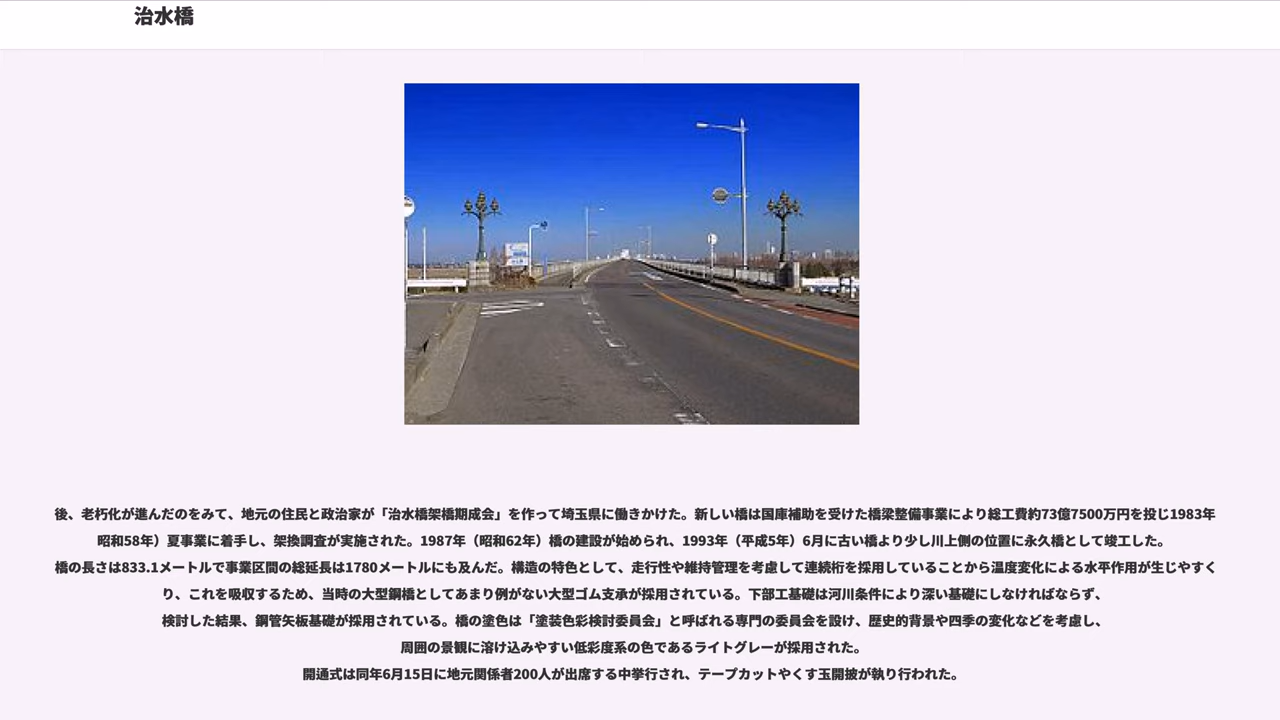 治水橋
後、老朽化が進んだのをみて、地元の住民と政治家が「治水橋架橋期成会」を作って埼玉県に働きかけた。新しい橋は国庫補助を受けた橋梁整備事業により総工費約73億7500万円を投じ1983年
昭和58年）夏事業に着手し、架換調査が実施された。1987年（昭和62年）橋の建設が始められ、1993年（平成5年）6月に古い橋より少し川上側の位置に永久橋として竣工した。
橋の長さは833.1メートルで事業区間の総延長は1780メートルにも及んだ。構造の特色として、走行性や維持管理を考慮して連続桁を採用していることから温度変化による水平作用が生じやすく
り、これを吸収するため、当時の大型鋼橋としてあまり例がない大型ゴム支承が採用されている。下部工基礎は河川条件により深い基礎にしなければならず、
検討した結果、鋼管矢板基礎が採用されている。橋の塗色は「塗装色彩検討委員会」と呼ばれる専門の委員会を設け、歴史的背景や四季の変化などを考慮し、
周囲の景観に溶け込みやすい低彩度系の色であるライトグレーが採用された。
開通式は同年6月15日に地元関係者200人が出席する中挙行され、テープカットやくす玉開披が執り行われた。